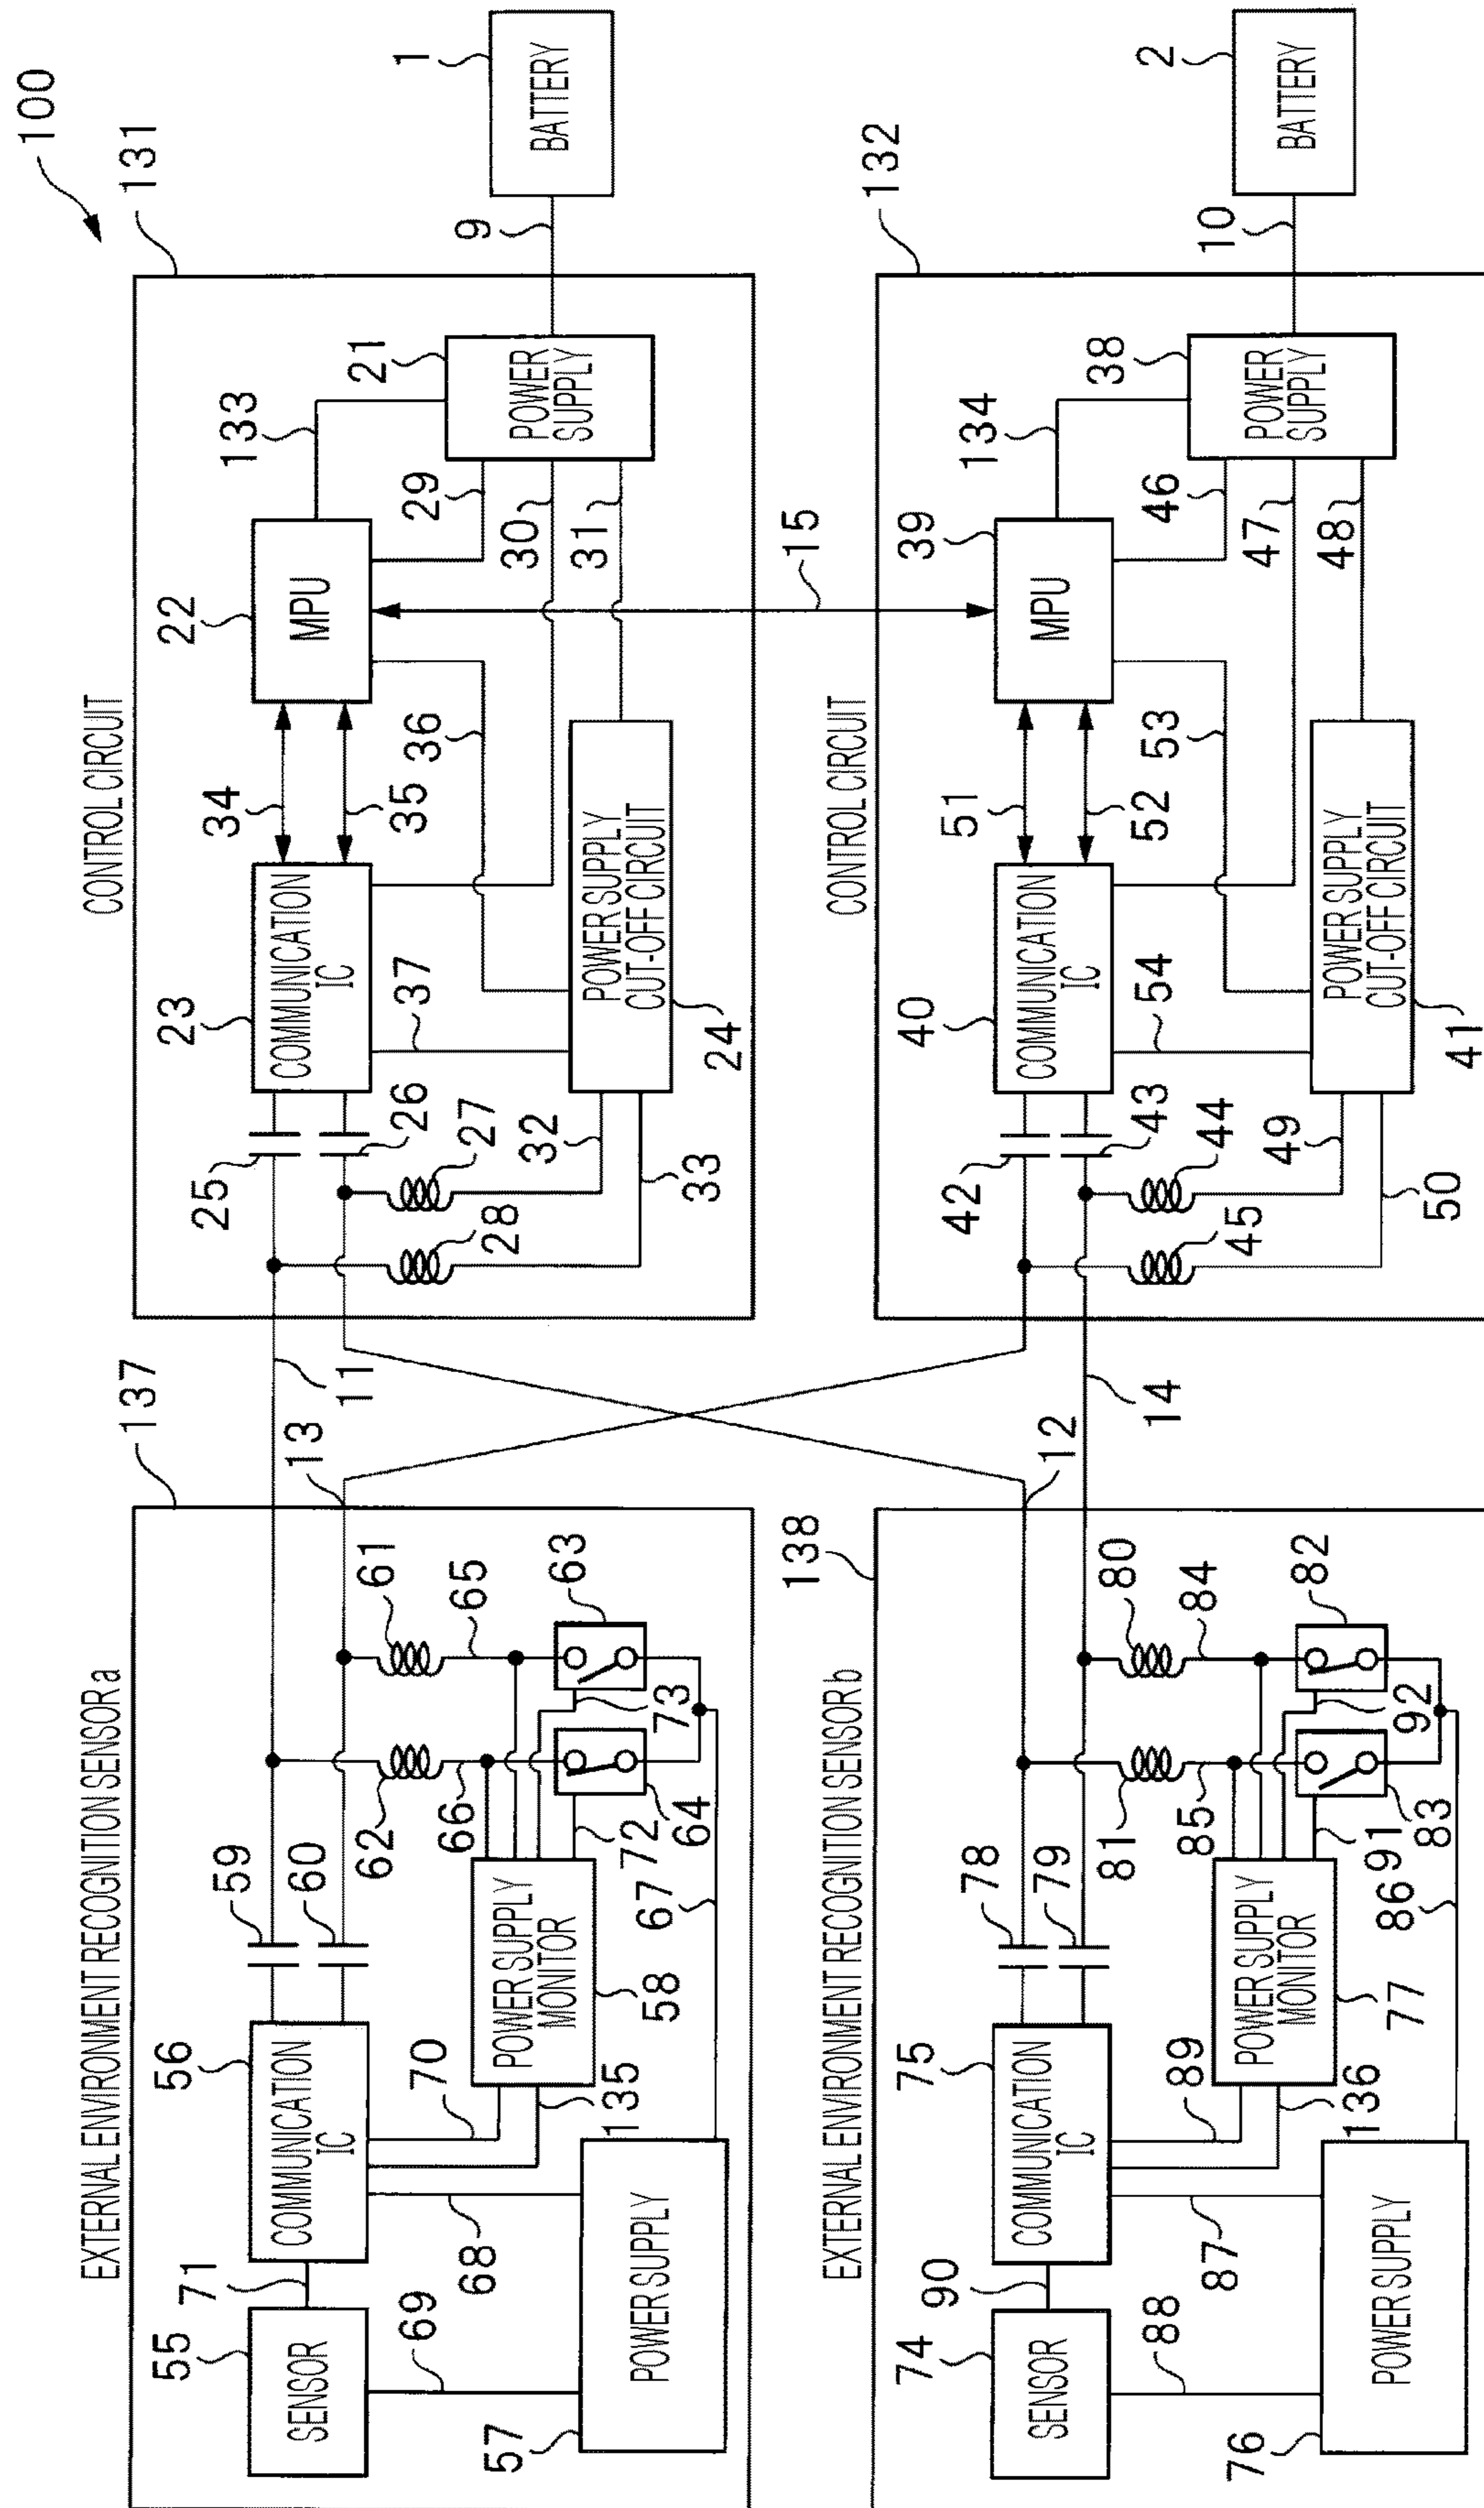 100
EXTERNAL ENVIRONMENT RECOGNITION SENSOR a
137
CONTROL CIRCUIT
131
55
SENSOR
71
56
COMMUNICATION
IC
59
60
69
68
70
135
57
POWER SUPPLY
POWER SUPPLY
MONITOR
58
62
61
66
65
72
73
64
63
67
11
13
25
26
28
27
32
33
23
COMMUNICATION
IC
37
34
35
36
22
MPU
133
29
30
31
POWER SUPPLY
CUT-OFF CIRCUIT
24
21
POWER
SUPPLY
9
1
BATTERY
15
EXTERNAL ENVIRONMENT RECOGNITION SENSOR b
138
CONTROL CIRCUIT
132
74
SENSOR
90
75
COMMUNICATION
IC
78
79
88
87
89
136
76
POWER SUPPLY
POWER SUPPLY
MONITOR
77
81
80
85
84
91
92
83
82
86
12
14
42
43
45
44
49
50
40
COMMUNICATION
IC
54
51
52
53
39
MPU
134
46
47
48
POWER SUPPLY
CUT-OFF CIRCUIT
41
38
POWER
SUPPLY
10
2
BATTERY